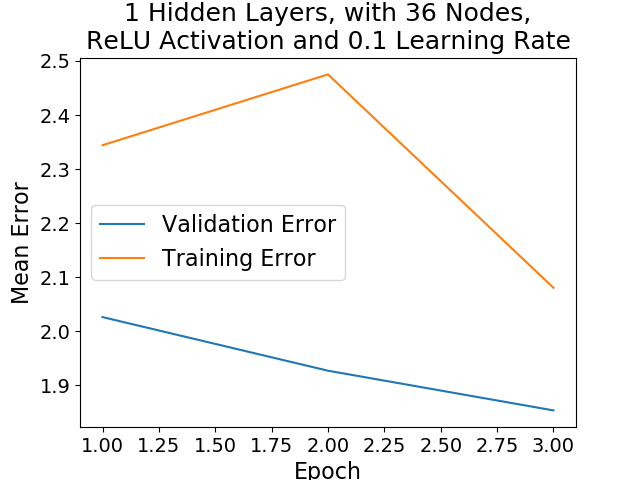 1 Hidden Layers, with 36 Nodes,
ReLU Activation and 0.1 Learning Rate
2.5
2.4
2.3
2.2
2.1
2.0
1.9
Mean Error
Validation Error
Training Error
1.00 1.25 1.50 1.75 2.00 2.25 2.50 2.75 3.00
Epoch